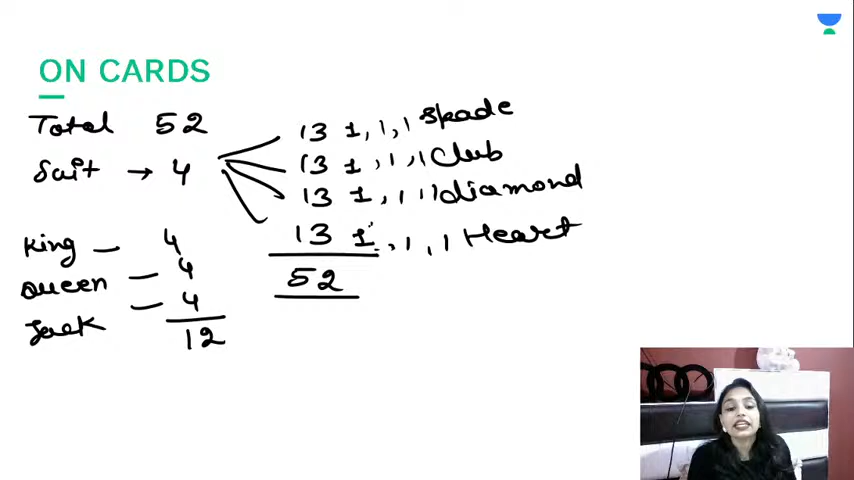 ON CARDS
Total 52
Suit → 4
13 1, 1, 1 Spade
13 1, 1, 1 Club
13 1, 1, 1 diamond
13 1, 1, 1 Heart
52
King – 4
Queen – 4
Jack – 4
12